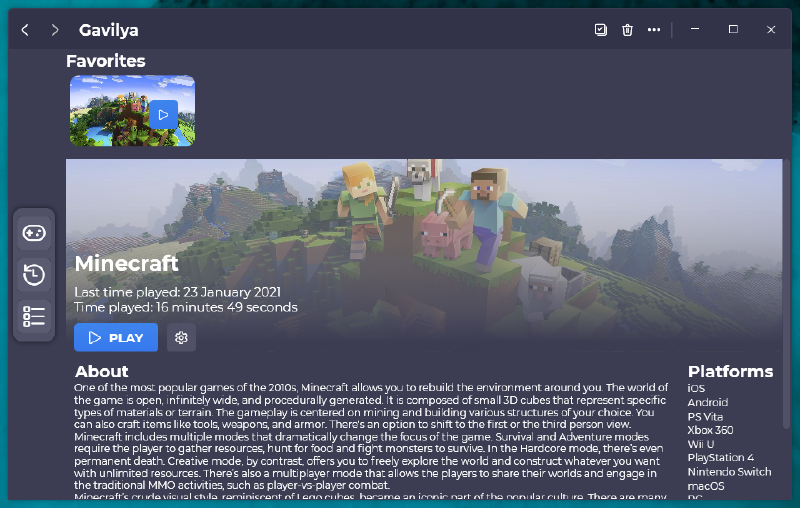 Gavilya
Favorites
Minecraft
Last time played: 23 January 2021
Time played: 16 minutes 49 seconds
PLAY
About
One of the most popular games of the 2010s, Minecraft allows you to rebuild the environment around you. The world of
the game is open, infinitely wide, and procedurally generated. It is composed of small 3D cubes that represent specific
types of materials or terrain. The gameplay is centered on mining and building various structures of your choice. You
can also craft items like tools, weapons, and armor. There's an option to shift to the first or the third person view.
Minecraft includes multiple modes that dramatically change the focus of the game. Survival and Adventure modes
require the player to gather resources, hunt for food and fight monsters to survive. In the Hardcore mode, there's even
permanent death. Creative mode, by contrast, offers you to freely explore the world and construct whatever you want
with unlimited resources. There's also a multiplayer mode that allows the players to share their worlds and engage in
the traditional MMO activities, such as player-vs-player combat.
Minecraft's crude visual style, reminiscent of Lego cubes, became an iconic part of the popular culture. There are many
Platforms
iOS
Android
PS Vita
Xbox 360
Wii U
PlayStation 4
Nintendo Switch
macOS
PC